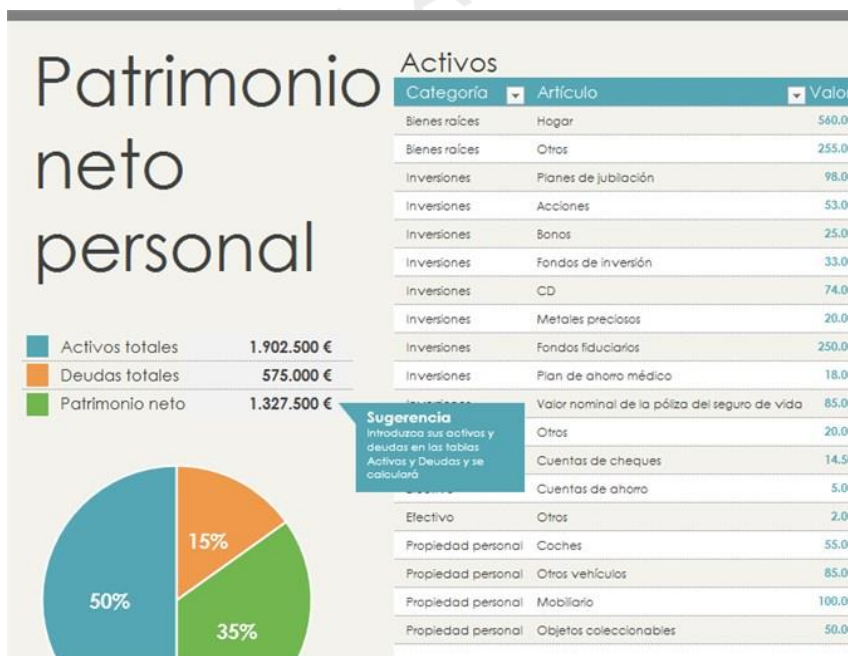 Patrimonio
neto
personal
Activos totales 1.902.500 €
Deudas totales 575.000 €
Patrimonio neto 1.327.500 €
Sugerencia
Introduzca sus activos y
deudas en las tablas
Activos y Deudas y se
calculará
15%
50%
35%
Activos
Categoría Artículo Valor
Bienes raíces Hogar 560.0
Bienes raíces Otros 255.0
Inversiones Planes de jubilación 98.0
Inversiones Acciones 53.0
Inversiones Bonos 25.0
Inversiones Fondos de inversión 33.0
Inversiones CD 74.0
Inversiones Metales preciosos 20.0
Inversiones Fondos fiduciarios 250.0
Inversiones Plan de ahorro médico 18.0
Valor nominal de la póliza del seguro de vida 85.0
Otros 20.0
Cuentas de cheques 14.5
Cuentas de ahorro 5.0
Efectivo Otros 2.0
Propiedad personal Coches 55.0
Propiedad personal Otros vehículos 85.0
Propiedad personal Mobiliario 100.0
Propiedad personal Objetos coleccionables 50.0